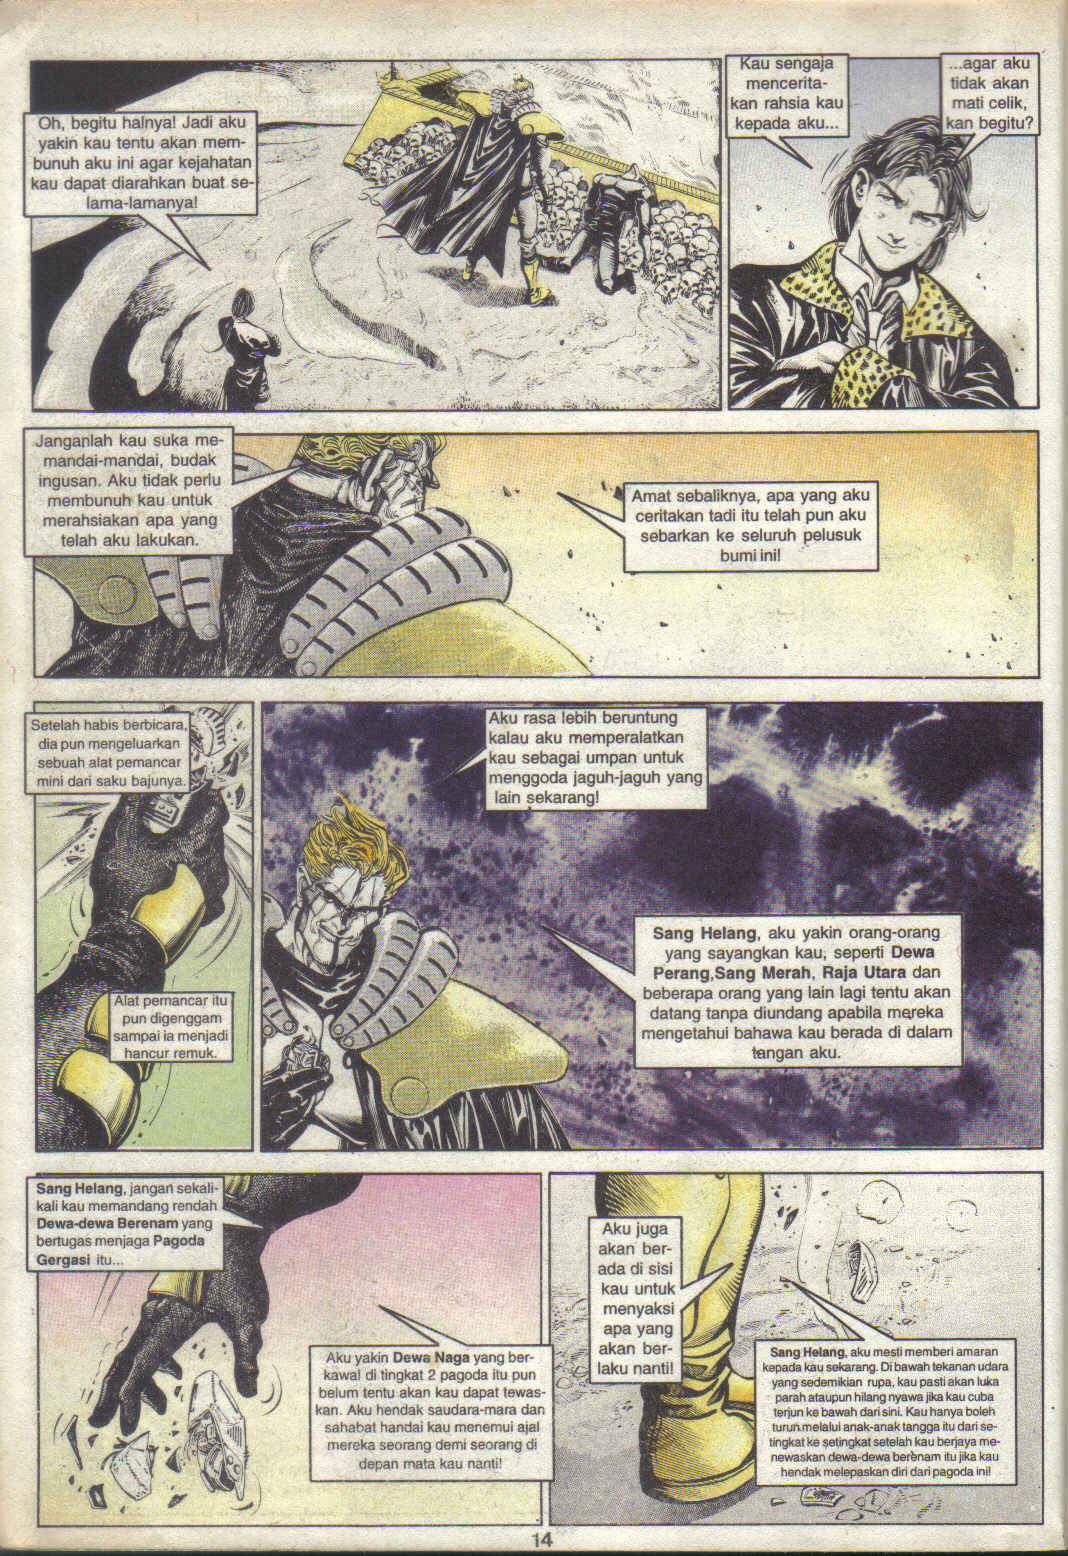 Oh, begitu halnya! Jadi aku
yakin kau tentu akan mem-
bunuh aku ini agar kejahatan
kau dapat diarahkan buat se-
lama-lamanya!
Kau sengaja
mencerita-
kan rahsia kau
kepada aku...
...agar aku
tidak akan
mati celik,
kan begitu?
Janganlah kau suka me-
mandai-mandai, budak
ingusan. Aku tidak perlu
membunuh kau untuk
merahsiakan apa yang
telah aku lakukan.
Amat sebaliknya, apa yang aku
ceritakan tadi itu telah pun aku
sebarkan ke seluruh pelusuk
bumi ini!
Setelah habis berbicara,
dia pun mengeluarkan
sebuah alat pemancar
mini dari saku bajunya.
Alat pemancar itu
pun digenggam
sampai ia menjadi
hancur remuk.
Aku rasa lebih beruntung
kalau aku memperalatkan
kau sebagai umpan untuk
menggoda jaguh-jaguh yang
lain sekarang!
Sang Helang, aku yakin orang-orang
yang sayangkan kau, seperti Dewa
Perang,Sang Merah, Raja Utara dan
beberapa orang yang lain lagi tentu akan
datang tanpa diundang apabila mereka
mengetahui bahawa kau berada di dalam
tangan aku.
Sang Helang, jangan sekali-
kali kau memandang rendah
Dewa-dewa Berenam yang
bertugas menjaga Pagoda
Gergasi itu...
Aku yakin Dewa Naga yang ber-
kawal di tingkat 2 pagoda itu pun
belum tentu akan kau dapat tewas-
kan. Aku hendak saudara-mara dan
sahabat handai kau menemui ajal
mereka seorang demi seorang di
depan mata kau nanti!
Aku juga
akan ber-
ada di sisi
kau untuk
menyaksi
apa yang
akan ber-
laku nanti!
Sang Helang, aku mesti memberi amaran
kepada kau sekarang. Di bawah tekanan udara
yang sedemikian rupa, kau pasti akan luka
parah ataupun hilang nyawa jika kau cuba
terjun ke bawah dari sini. Kau hanya boleh
turun melalui anak-anak tangga itu dari se-
tingkat ke setingkat setelah kau berjaya me-
newaskan dewa-dewa berenam itu jika kau
hendak melepaskan diri dari pagoda ini!
14